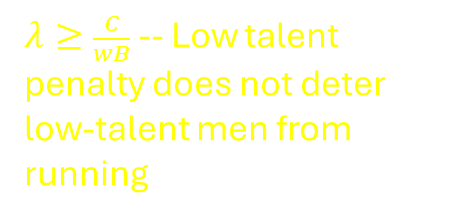 λ ≥ C/wB -- Low talent
penalty does not deter
low-talent men from
running